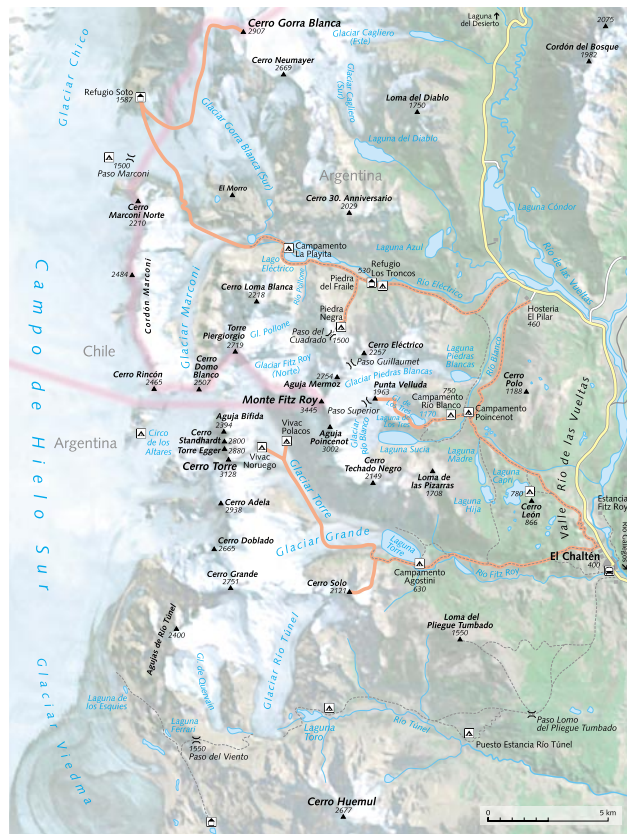 Laguna
del Desierto
2075
Cerro Gorra Blanca
2907
Glaciar Cagliero
(Este)
Cordón del Bosque
1982
Glaciar Chico
Cerro Neumayer
2669
Glaciar Cagliero
(Sur)
Refugio Soto
1587
Loma del Diablo
1750
Glaciar Gorra Blanca (Sur)
Laguna del Diablo
1500
Paso Marconi
Argentina
El Morro
Cerro 30. Anniversario
2029
Laguna Cóndor
Cerro
Marconi Norte
2210
Campamento
La Playita
Laguna Azul
Río de las Vueltas
Lago
Eléctrico
2484
Refugio
Los Troncos
530
Piedra
del Fraile
Río Eléctrico
Campo de Hielo Sur
Cordón Marconi
Glaciar Marconi
Cerro Loma Blanca
2218
Río Pollone
Hosteria
El Pilar
460
Piedra
Negra
1500
Paso del
Cuadrado
Torre
Piergiorgio
2719
Gl. Pollone
Cerro Eléctrico
2257
Río Blanco
Laguna
Piedras
Blancas
Chile
Paso Guillaumet
Glaciar Fitz Roy
(Norte)
Cerro
Domo
Blanco
2507
Cerro Rincón
2465
2754
Aguja Mermoz
Glaciar Piedras Blancas
Punta Velluda
1963
750
Cerro
Polo
1188
Monte Fitz Roy
3445
Paso Superior
Campamento
Río Blanco
Campamento
Poincenot
Aguja Bífida
2394
Cerro
Standhardt
2800
Torre Egger
2880
Cerro Torre
3128
Vivac
Polacos
Vivac
Noruego
Aguja
Poincenot
3002
Glaciar
Río Blanco
Laguna de
los Tres
1170
Laguna Sucia
Argentina
Circo
de los
Altares
Laguna
Madre
Cerro
Techado Negro
2149
Loma
de las
Pizarras
1708
Laguna
Capri
780
Laguna
Hija
Cerro
León
866
Valle Río de las Vueltas
Estancia
Fitz Roy
Río Gallegos
Glaciar Torre
Cerro Adela
2938
Glaciar Grande
Laguna
Torre
Cerro Doblado
2665
El Chaltén
400
Río Fitz Roy
Campamento
Agostini
630
Cerro Grande
2751
Cerro Solo
2121
Agujas de Río Túnel
2400
Glaciar Río Túnel
Loma del
Pliegue Tumbado
1550
Gl. de Quervain
Glaciar Viedma
Laguna de
los Esquies
Laguna
Ferrari
Laguna
Toro
Río Túnel
Paso Lomo
del Pliegue Tumbado
1550
Paso del Viento
Puesto Estancia Río Túnel
Cerro Huemul
2677
0
5 km